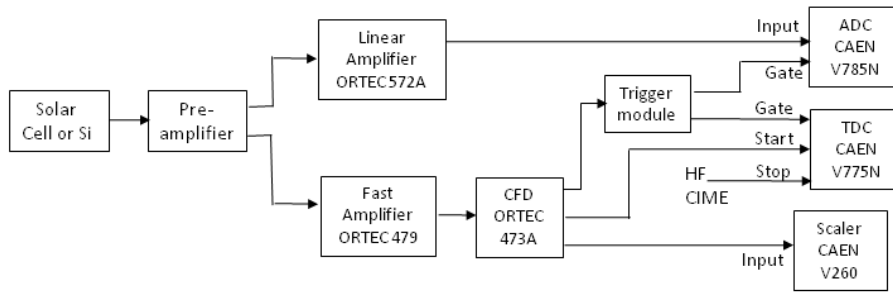 Solar
Cell or Si
Pre-
amplifier
Linear
Amplifier
ORTEC 572A
Fast
Amplifier
ORTEC 479
CFD
ORTEC
473A
Trigger
module
Input
Gate
ADC
CAEN
V785N
Gate
Start
HF
CIME
Stop
TDC
CAEN
V775N
Input
Scaler
CAEN
V260